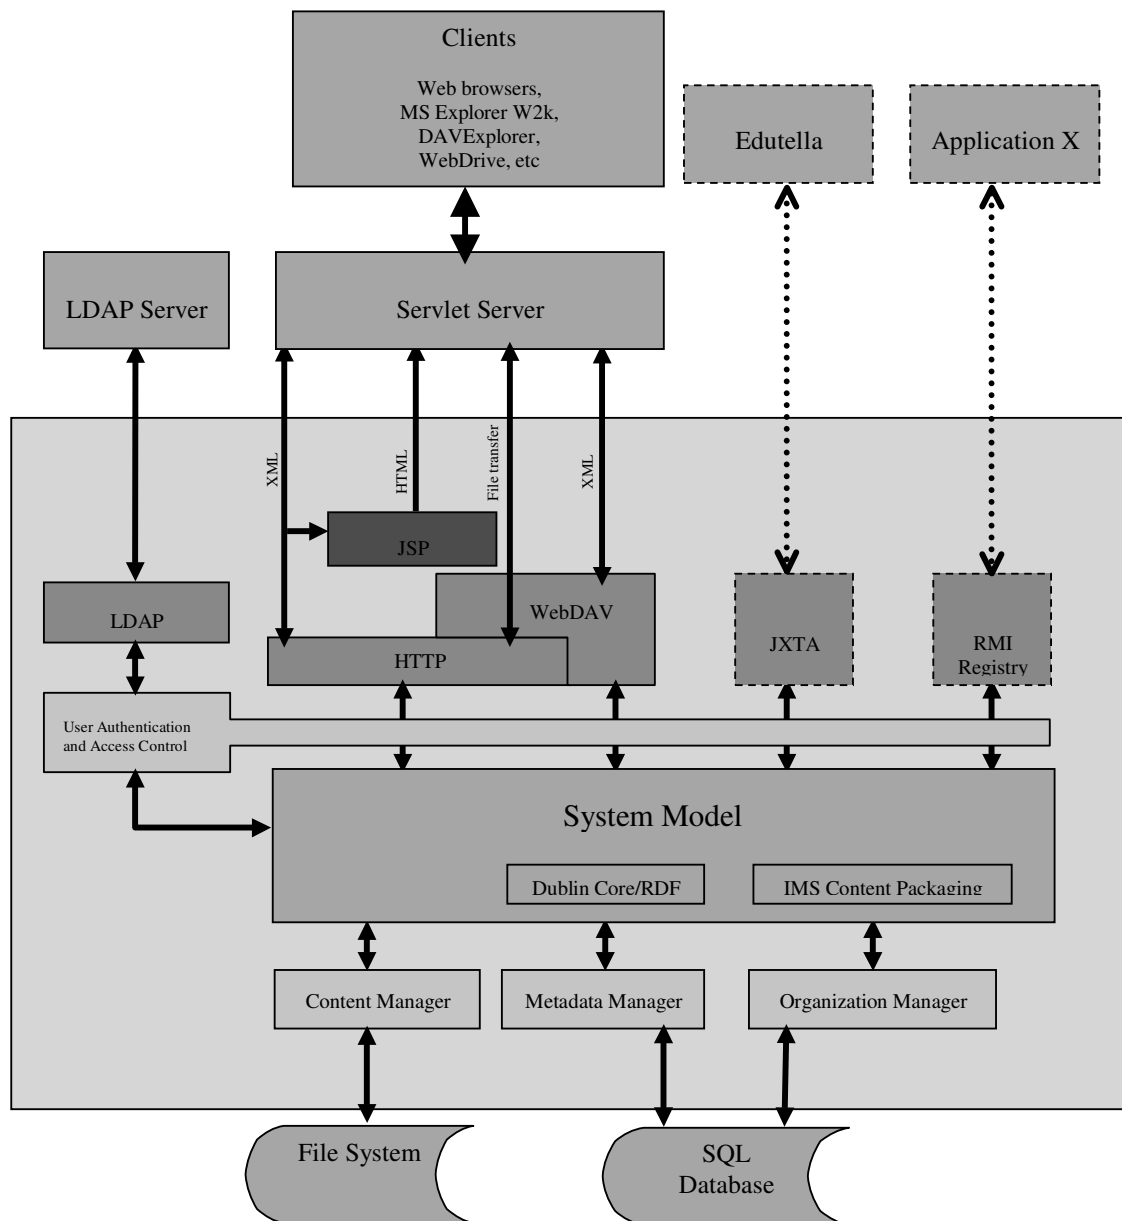 Clients
Web browsers,
MS Explorer W2k,
DAVExplorer,
WebDrive, etc
Edutella
Application X
LDAP Server
Servlet Server
XML
HTML
File transfer
XML
JSP
LDAP
WebDAV
HTTP
JXTA
RMI
Registry
User Authentication
and Access Control
System Model
Dublin Core/RDF
IMS Content Packaging
Content Manager
Metadata Manager
Organization Manager
File System
SQL
Database